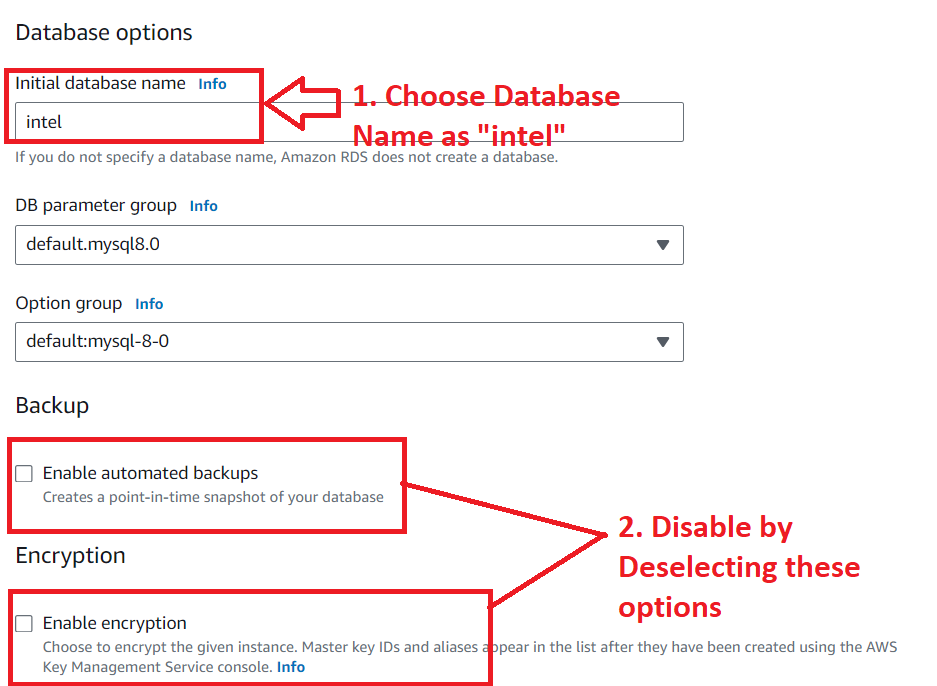 Database options
Initial database name Info
intel
1. Choose Database
Name as "intel"
If you do not specify a database name, Amazon RDS does not create a database.
DB parameter group Info
default.mysql8.0
Option group Info
default:mysql-8-0
Backup
Enable automated backups
Creates a point-in-time snapshot of your database
2. Disable by
Deselecting these
options
Encryption
Enable encryption
Choose to encrypt the given instance. Master key IDs and aliases appear in the list after they have been created using the AWS
Key Management Service console. Info